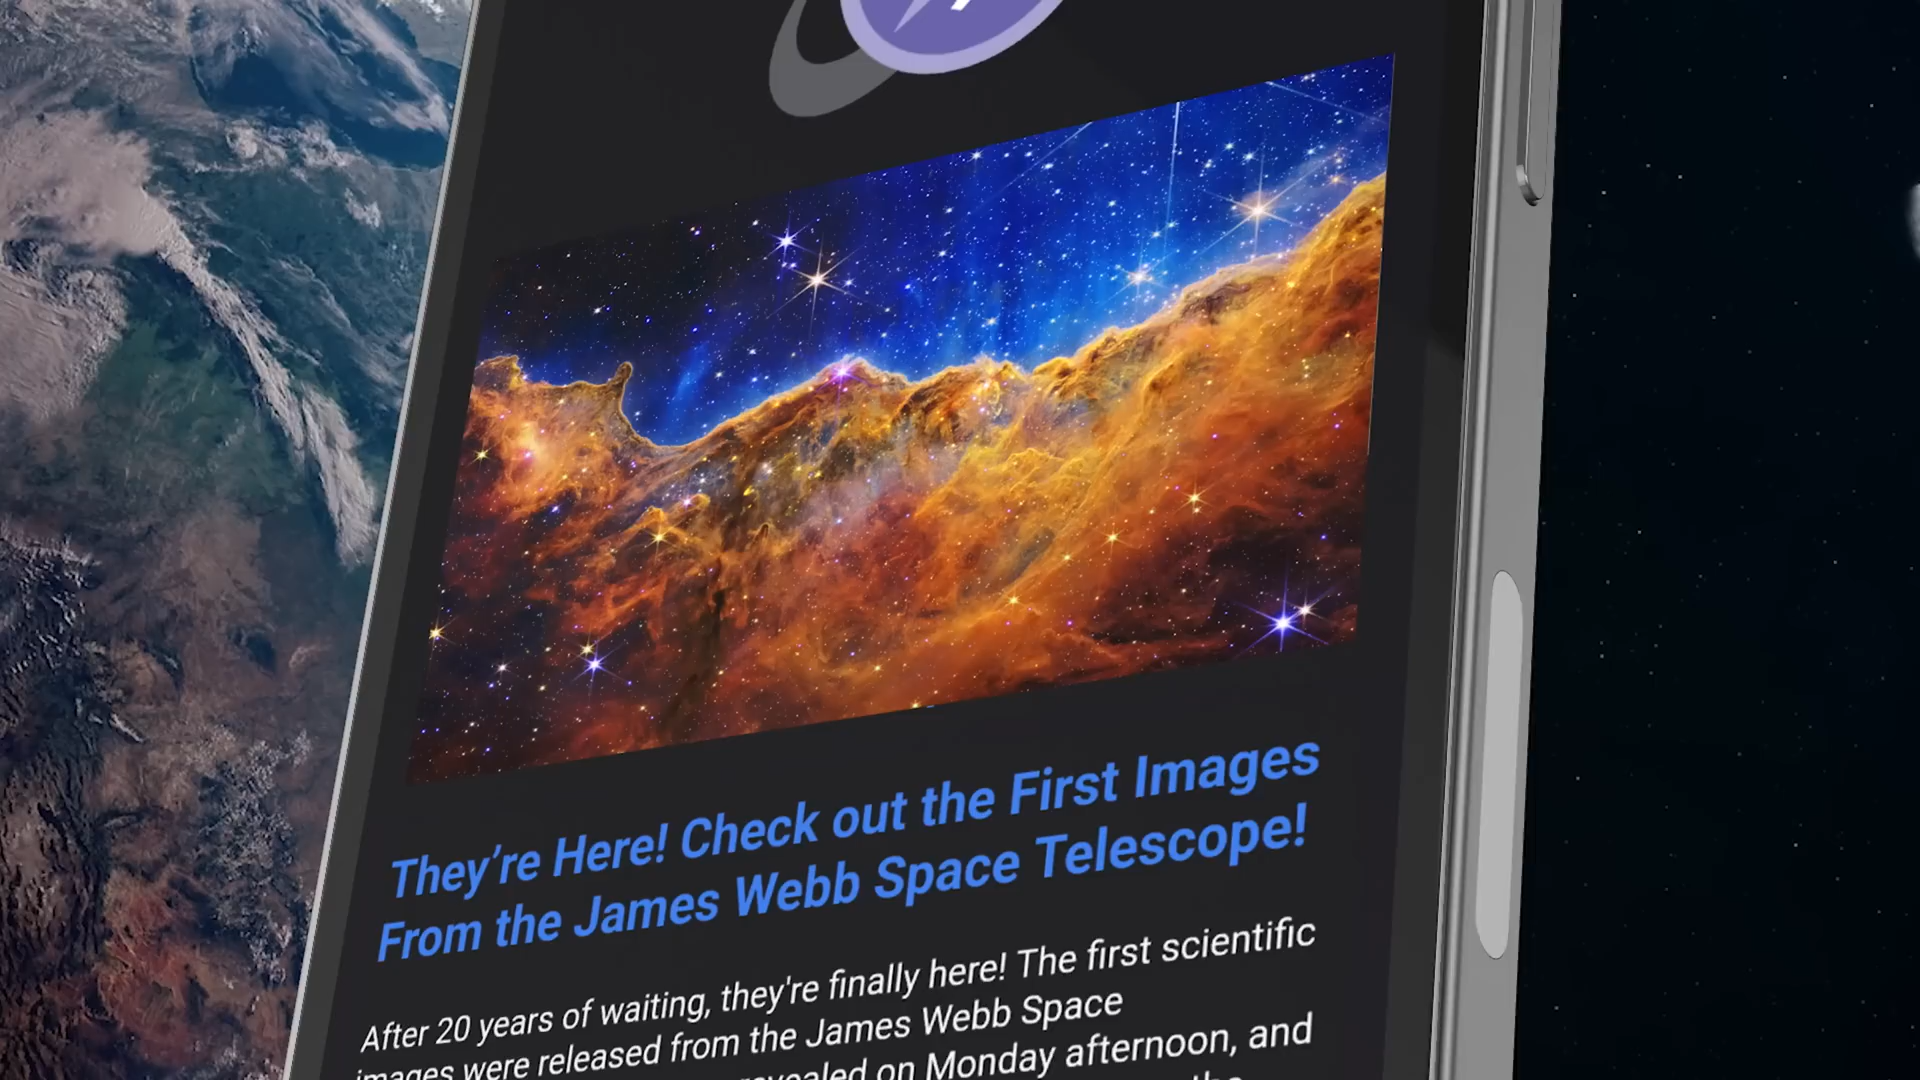 They’re Here! Check out the First Images
From the James Webb Space Telescope!
After 20 years of waiting, they're finally here! The first scientific
images were released from the James Webb Space
revealed on Monday afternoon, and
the